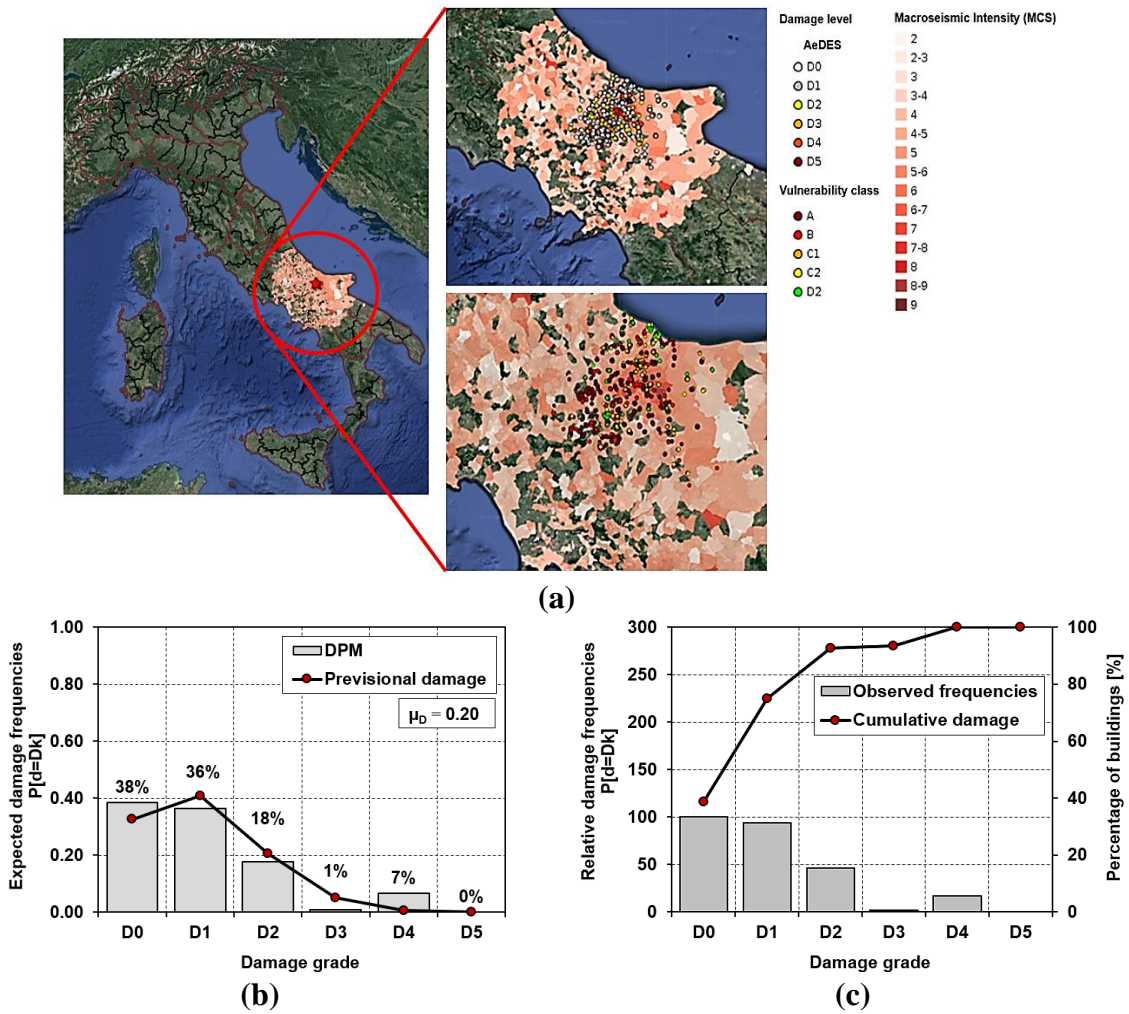 Damage level
AeDES
D0
D1
D2
D3
D4
D5
Vulnerability class
A
B
C1
C2
D2
Macroseismic Intensity (MCS)
2
2-3
3
3-4
4
4-5
5
5-6
6
6-7
7
7-8
8
8-9
9
(a)
Expected damage frequencies
P[d=Dk]
1.00
0.80
0.60
0.40
0.20
0.00
DPM
Previsional damage
μD = 0.20
38%
36%
18%
1%
7%
0%
D0 D1 D2 D3 D4 D5
Damage grade
(b)
Relative damage frequencies
P[d=Dk]
300
250
200
150
100
50
0
Observed frequencies
Cumulative damage
100
80
60
40
20
0
Percentage of buildings [%]
D0 D1 D2 D3 D4 D5
Damage grade
(c)